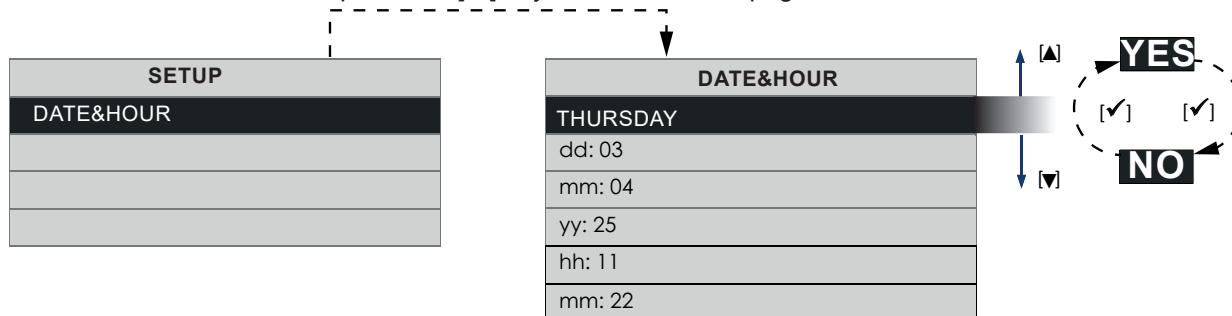 SETUP
DATE&HOUR
DATE&HOUR
THURSDAY
dd: 03
mm: 04
yy: 25
hh: 11
mm: 22
[▲]
[▼]
YES
[✓] [✓]
NO